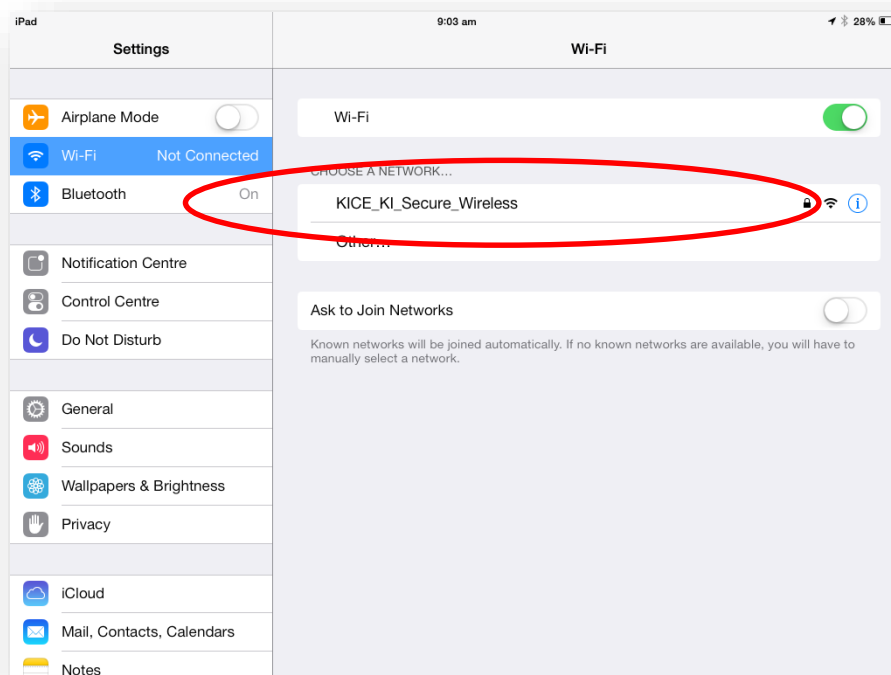 iPad 9:03 am 28%
Settings Wi-Fi
Airplane Mode
Wi-Fi Not Connected
Bluetooth On
Notification Centre
Control Centre
Do Not Disturb
General
Sounds
Wallpapers & Brightness
Privacy
iCloud
Mail, Contacts, Calendars
Notes
Wi-Fi
CHOOSE A NETWORK...
KICE_KI_Secure_Wireless
Other...
Ask to Join Networks
Known networks will be joined automatically. If no known networks are available, you will have to
manually select a network.